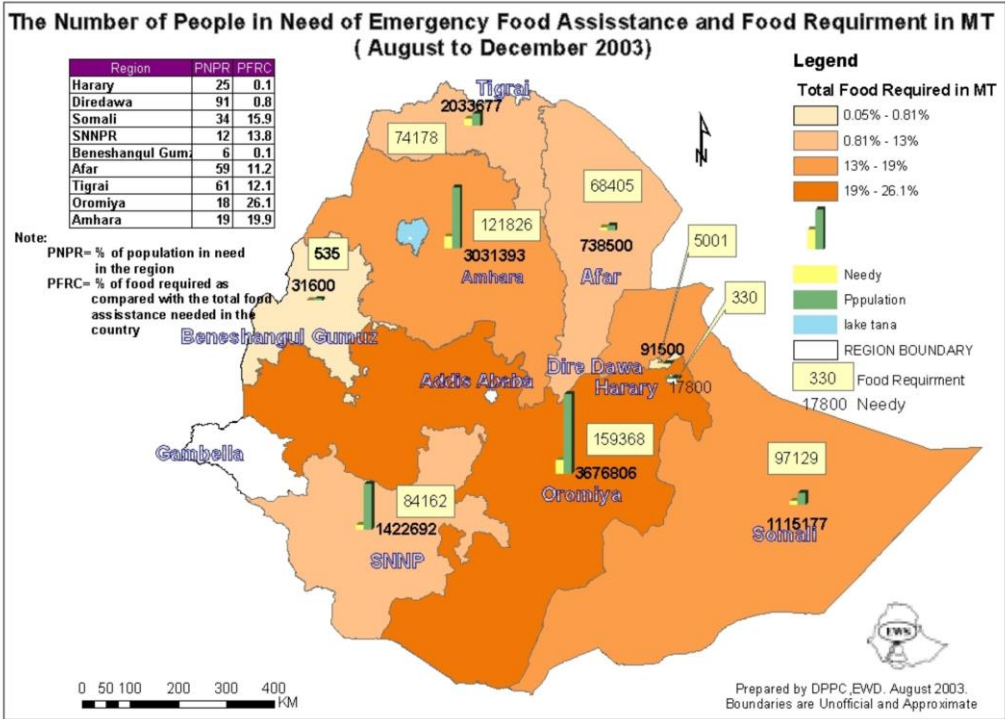 The Number of People in Need of Emergency Food Assisstance and Food Requirment in MT
( August to December 2003)
Region PNPR PFRC
Harary 25 0.1
Diredawa 91 0.8
Somali 34 15.9
SNNPR 12 13.8
Beneshangul Gumz 6 0.1
Afar 59 11.2
Tigrai 61 12.1
Oromiya 18 26.1
Amhara 19 19.9
Note:
PNPR= % of population in need
in the region
PFRC= % of food required as
compared with the total food
assisstance needed in the
country
Legend
Total Food Required in MT
0.05% - 0.81%
0.81% - 13%
13% - 19%
19% - 26.1%
Needy
Pppulation
lake tana
REGION BOUNDARY
330 Food Requirment
17800 Needy
N
Tigrai
2033677
74178
68405
738500
Afar
121826
3031393
Amhara
535
31600
Beneshangul Gumuz
5001
330
91500
Dire Dawa
Harary
17800
Addis Ababa
Gambella
159368
3676806
Oromiya
97129
1115177
Somali
84162
1422692
SNNP
EWS
0 50 100 200 300 400
KM
Prepared by DPPC,EWD. August 2003.
Boundaries are Unofficial and Approximate